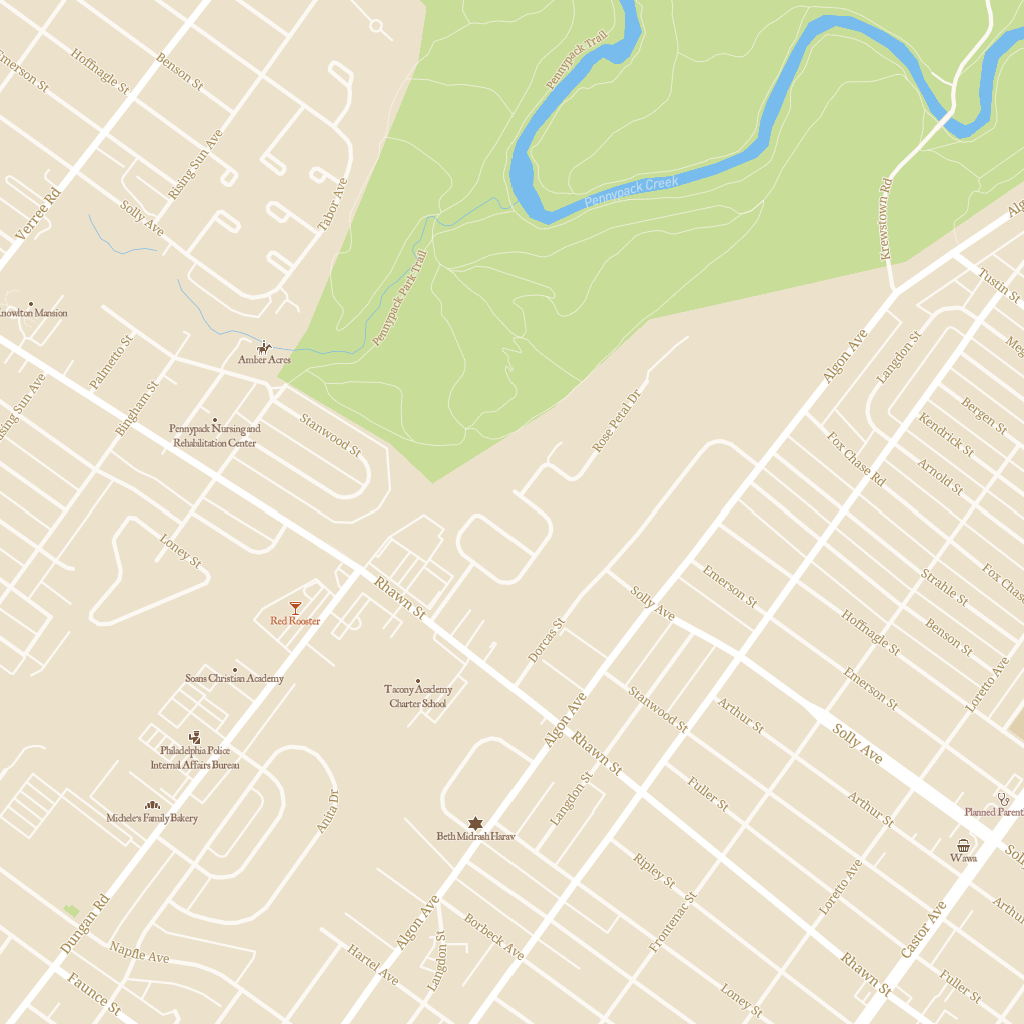 Pennypack Trail
Hoffnagle St
Benson St
Emerson St
Rising Sun Ave
Pennypack Creek
Tabor Ave
Verree Rd
Solly Ave
Krewstown Rd
Pennypack Park Trail
Tustin St
Knowlton Mansion
Amber Acres
Palmetto St
Algon Ave
Langdon St
Rising Sun Ave
Bingham St
Pennypack Nursing and
Rehabilitation Center
Stanwood St
Rose Petal Dr
Bergen St
Kendrick St
Fox Chase Rd
Arnold St
Loney St
Rhawn St
Red Rooster
Solly Ave
Emerson St
Strahle St
Fox Chase
Dorcas St
Hoffnagle St
Benson St
Soans Christian Academy
Tacony Academy
Charter School
Loretto Ave
Emerson St
Stanwood St
Arthur St
Algon Ave
Solly Ave
Philadelphia Police
Internal Affairs Bureau
Rhawn St
Langdon St
Fuller St
Anita Dr
Arthur St
Michele's Family Bakery
Beth Midrash Harav
Planned Parent
Wawa
Solly
Ripley St
Loretto Ave
Dungan Rd
Algon Ave
Frontenac St
Castor Ave
Arthur
Borbeck Ave
Napfle Ave
Hartel Ave
Langdon St
Rhawn St
Fuller St
Faunce St
Loney St